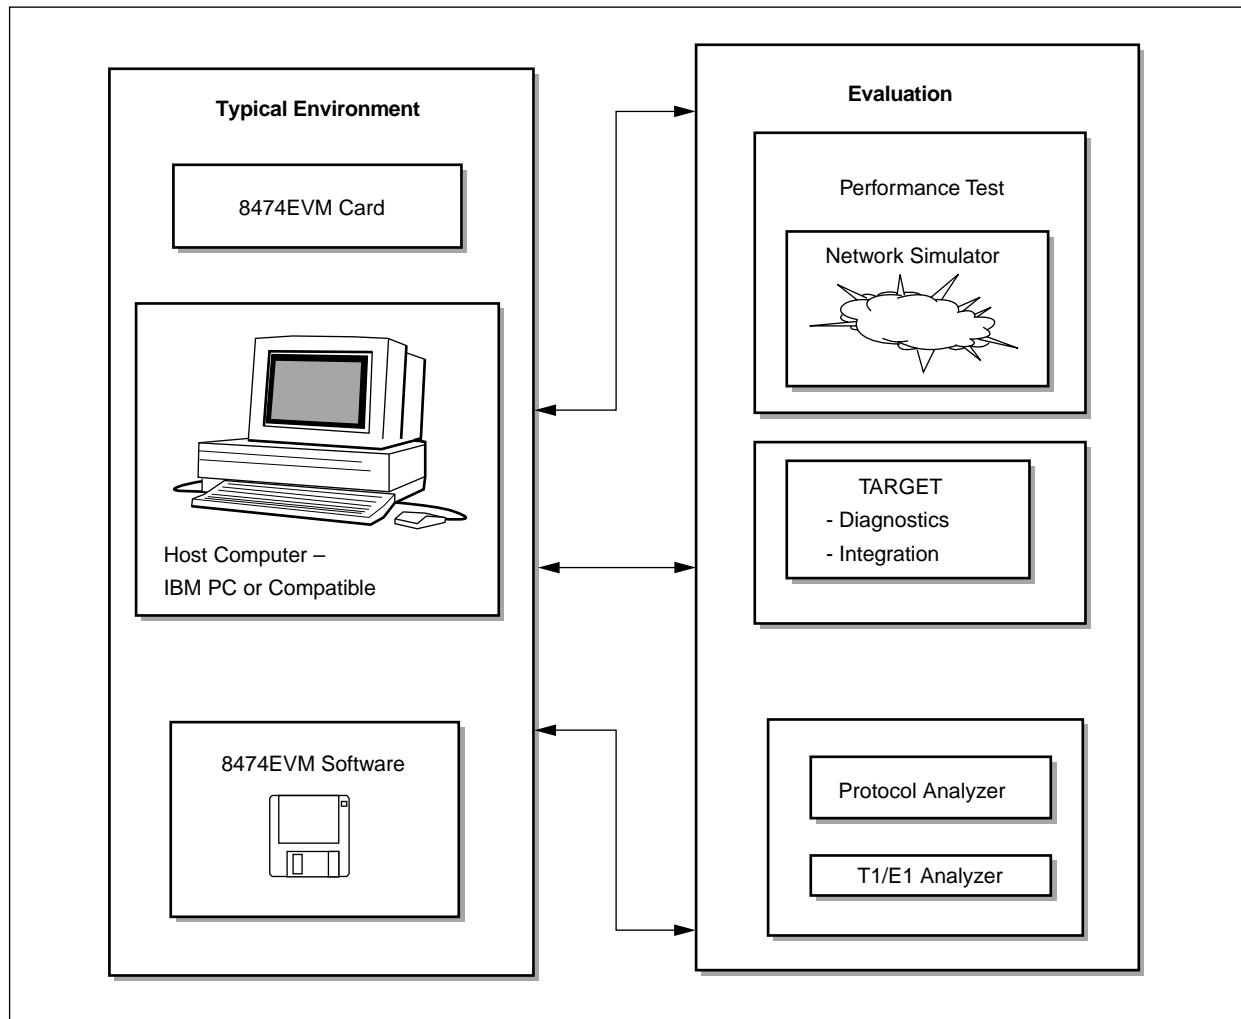 Typical Environment
8474EVM Card
Host Computer –
IBM PC or Compatible
8474EVM Software
Evaluation
Performance Test
Network Simulator
TARGET
- Diagnostics
- Integration
Protocol Analyzer
T1/E1 Analyzer